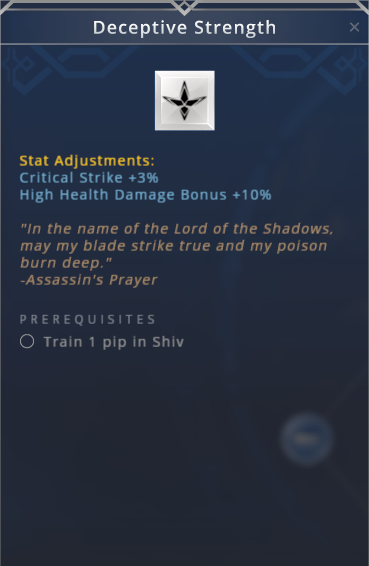 Deceptive Strength
Stat Adjustments:
Critical Strike +3%
High Health Damage Bonus +10%
"In the name of the Lord of the Shadows,
may my blade strike true and my poison
burn deep."
-Assassin's Prayer
PREREQUISITES
Train 1 pip in Shiv